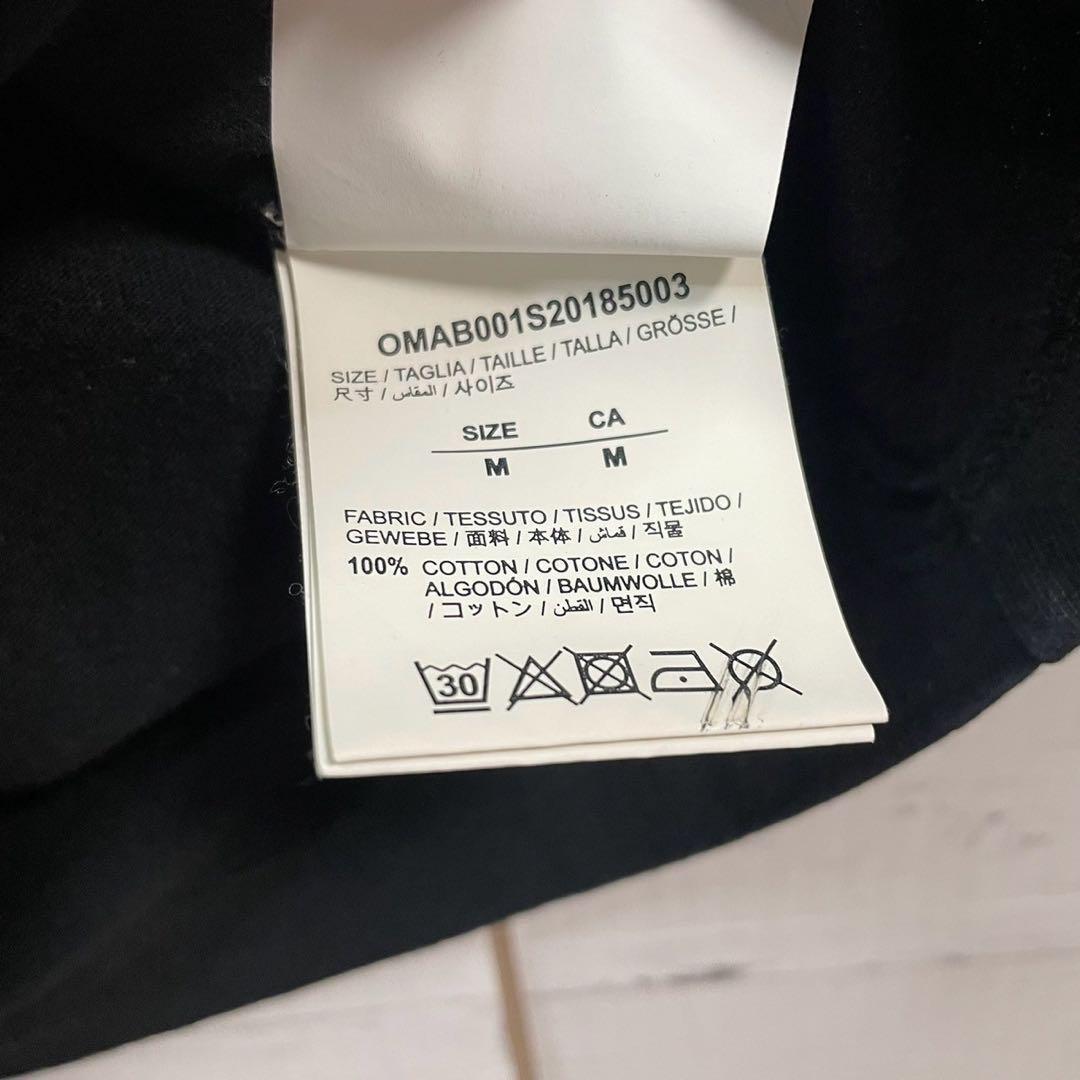 OMAB001S20185003
SIZE / TAGLIA / TAILLE / TALLA / GRÖSSE /
尺寸 / المقاس / 사이즈
SIZE CA
M M
FABRIC / TESSUTO / TISSUS / TEJIDO /
GEWEBE / 面料 / 本体 / قماش / 직물
100% COTTON / COTONE / COTON /
ALGODÓN / BAUMWOLLE / 棉
/ コットン / القطن / 면직
30